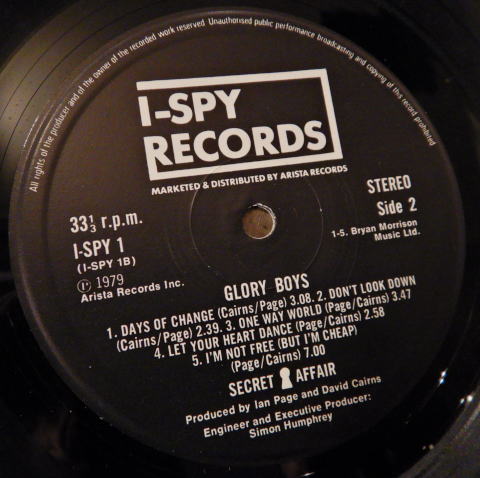 All rights of the producer and of the owner of the recorded work reserved. Unauthorised public performance broadcasting and copying of this record prohibited
I-SPY
RECORDS
MARKETED & DISTRIBUTED BY ARISTA RECORDS
33⅓ r.p.m.
I-SPY 1
(I-SPY 1B)
Ⓟ 1979
Arista Records Inc.
STEREO
Side 2
1-5. Bryan Morrison
Music Ltd.
GLORY BOYS
1. DAYS OF CHANGE (Cairns/Page) 3.08. 2. DON'T LOOK DOWN
(Cairns/Page) 2.39. 3. ONE WAY WORLD (Page/Cairns) 3.47
4. LET YOUR HEART DANCE (Page/Cairns) 2.58
5. I'M NOT FREE (BUT I'M CHEAP)
(Page/Cairns) 7.00
SECRET AFFAIR
Produced by Ian Page and David Cairns
Engineer and Executive Producer:
Simon Humphrey